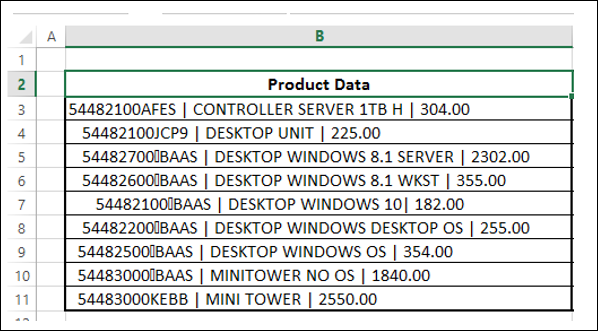 A B
1
2 Product Data
3 54482100AFES | CONTROLLER SERVER 1TB H | 304.00
4 54482100JCP9 | DESKTOP UNIT | 225.00
5 54482700▯BAAS | DESKTOP WINDOWS 8.1 SERVER | 2302.00
6 54482600▯BAAS | DESKTOP WINDOWS 8.1 WKST | 355.00
7 54482100▯BAAS | DESKTOP WINDOWS 10| 182.00
8 54482200▯BAAS | DESKTOP WINDOWS DESKTOP OS | 255.00
9 54482500▯BAAS | DESKTOP WINDOWS OS | 354.00
10 54483000▯BAAS | MINITOWER NO OS | 1840.00
11 54483000KEBB | MINI TOWER | 2550.00